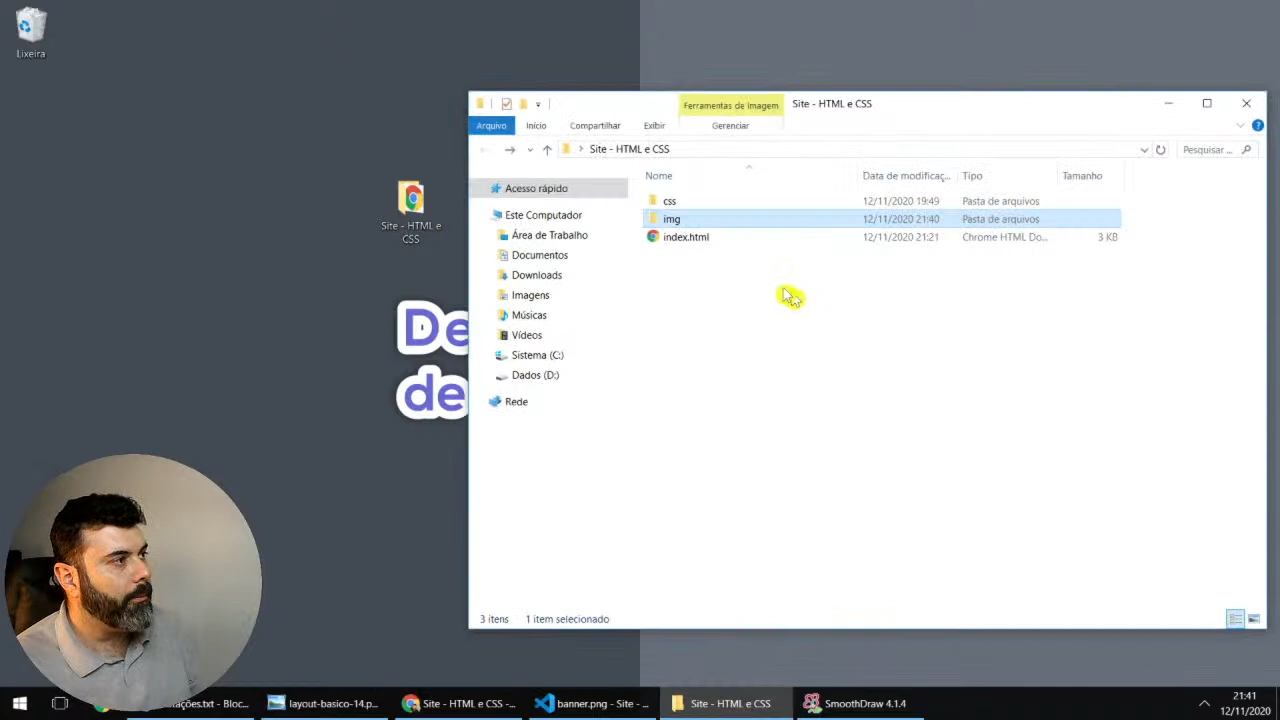 Lixeira
Site - HTML e
CSS
De
de
Ferramentas de Imagem
Site - HTML e CSS
Arquivo
Início
Compartilhar
Exibir
Gerenciar
Site - HTML e CSS
Pesquisar ...
Nome
Data de modificaç...
Tipo
Tamanho
Acesso rápido
Este Computador
Área de Trabalho
Documentos
Downloads
Imagens
Músicas
Vídeos
Sistema (C:)
Dados (D:)
Rede
css 12/11/2020 19:49 Pasta de arquivos
img 12/11/2020 21:40 Pasta de arquivos
index.html 12/11/2020 21:21 Chrome HTML Do... 3 KB
3 itens
1 item selecionado
tações.txt - Bloc...
layout-basico-14.p...
Site - HTML e CSS -...
banner.png - Site - ...
Site - HTML e CSS
SmoothDraw 4.1.4
21:41
12/11/2020